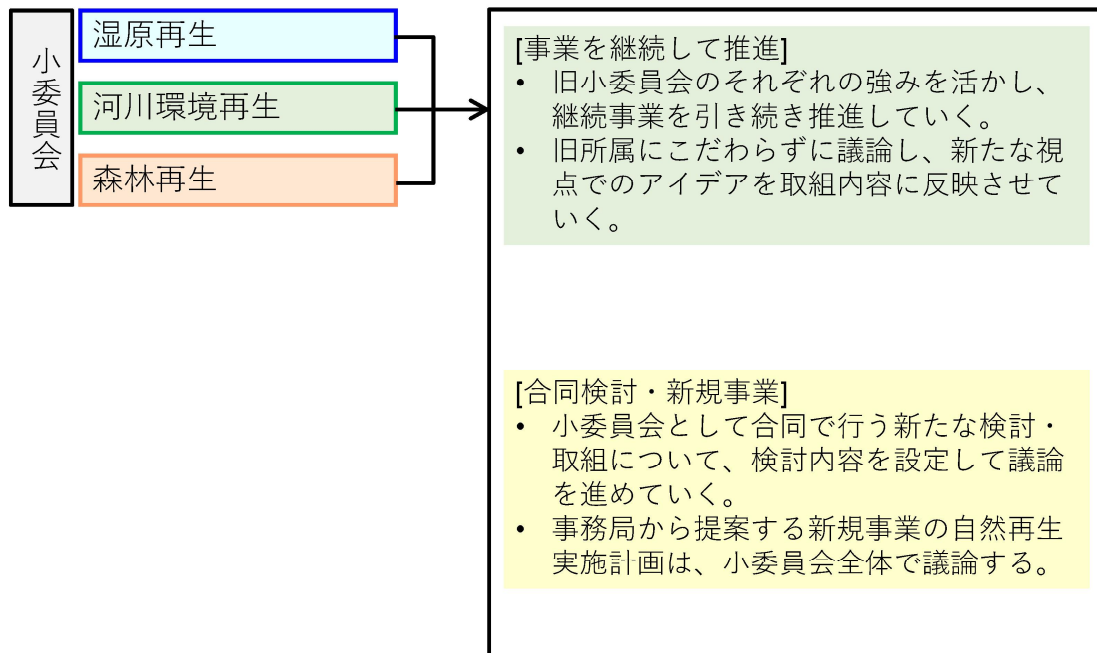 小委員会
湿原再生
河川環境再生
森林再生
[事業を継続して推進]
• 旧小委員会のそれぞれの強みを活かし、
継続事業を引き続き推進していく。
• 旧所属にこだわらずに議論し、新たな視
点でのアイデアを取組内容に反映させて
いく。
[合同検討・新規事業]
• 小委員会として合同で行う新たな検討・
取組について、検討内容を設定して議論
を進めていく。
• 事務局から提案する新規事業の自然再生
実施計画は、小委員会全体で議論する。